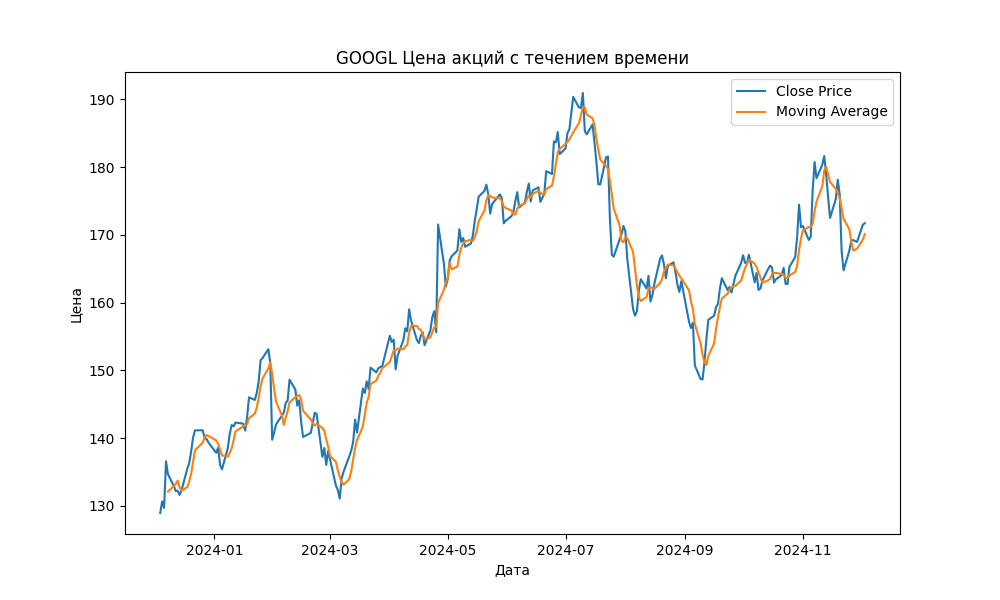 GOOGL Цена акций с течением времени
Close Price
Moving Average
Цена
190
180
170
160
150
140
130
2024-01
2024-03
2024-05
2024-07
2024-09
2024-11
Дата